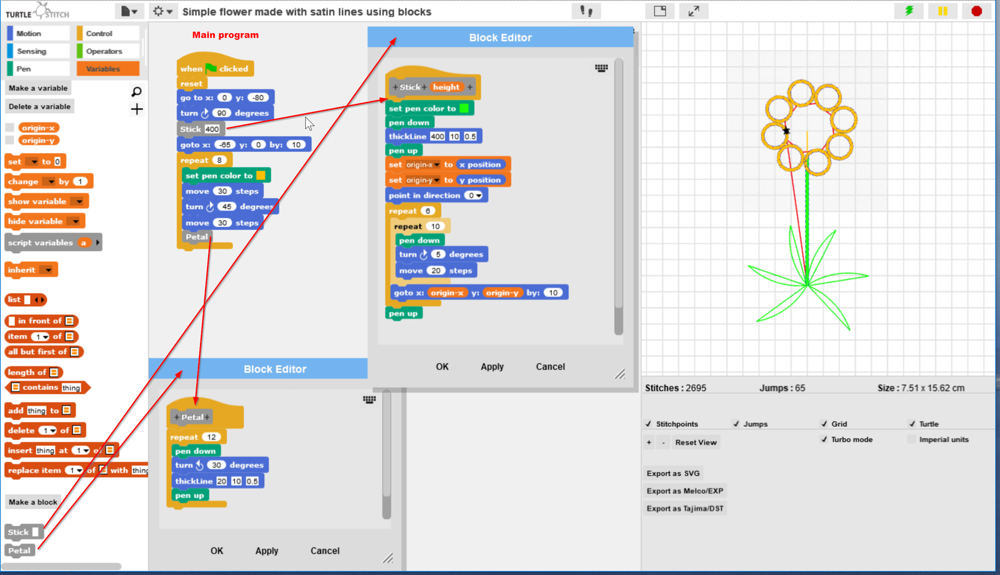 TURTLE STITCH
Simple flower made with satin lines using blocks
Motion
Control
Sensing
Operators
Pen
Variables
Make a variable
Delete a variable
origin-x
origin-y
set to 0
change by 1
show variable
hide variable
script variables a
inherit
list
in front of
item 1 of
all but first of
length of
contains thing
add thing to
delete 1 of
insert thing at 1 of
replace item 1 of with thing
Make a block
Stick
Petal
Main program
when clicked
reset
go to x: 0 y: -80
turn 90 degrees
Stick 400
goto x: -65 y: 0 by: 10
repeat 8
set pen color to
move 30 steps
turn 45 degrees
move 30 steps
Petal
Block Editor
+ Stick + height +
set pen color to
pen down
thickLine 400 10 0.5
pen up
set origin-x to x position
set origin-y to y position
point in direction 0
repeat 6
repeat 10
pen down
turn 5 degrees
move 20 steps
goto x: origin-x y: origin-y by: 10
pen up
OK Apply Cancel
Block Editor
+ Petal +
repeat 12
pen down
turn 30 degrees
thickLine 20 10 0.5
pen up
OK Apply Cancel
Stitches : 2695 Jumps : 65 Size : 7.51 x 15.62 cm
Stitchpoints Jumps Grid Turtle
+ - Reset View Turbo mode Imperial units
Export as SVG
Export as Melco/EXP
Export as Tajima/DST